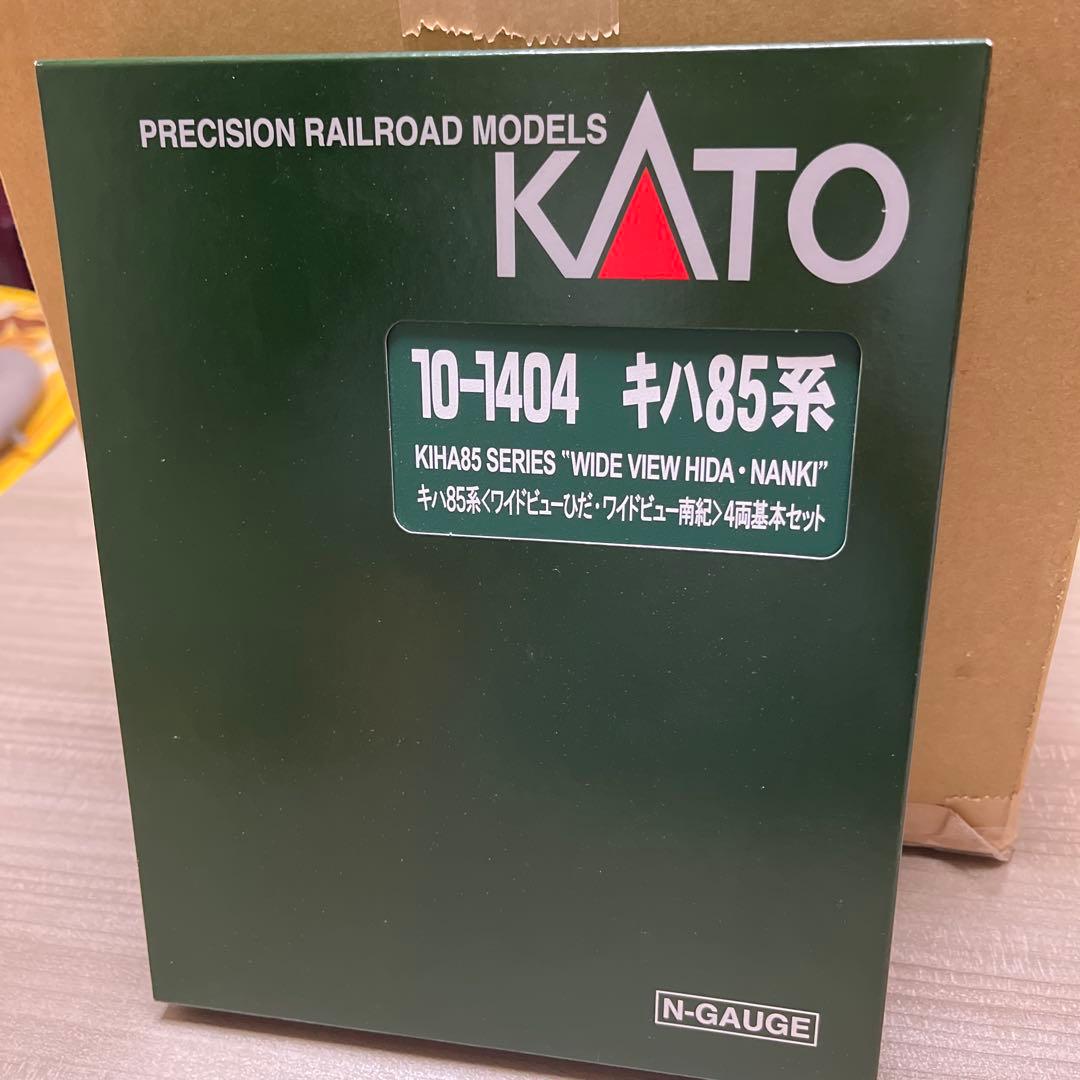 PRECISION RAILROAD MODELS
KATO
10-1404 キハ85系
KIHA85 SERIES "WIDE VIEW HIDA・NANKI"
キハ85系〈ワイドビューひだ・ワイドビュー南紀〉4両基本セット
N-GAUGE